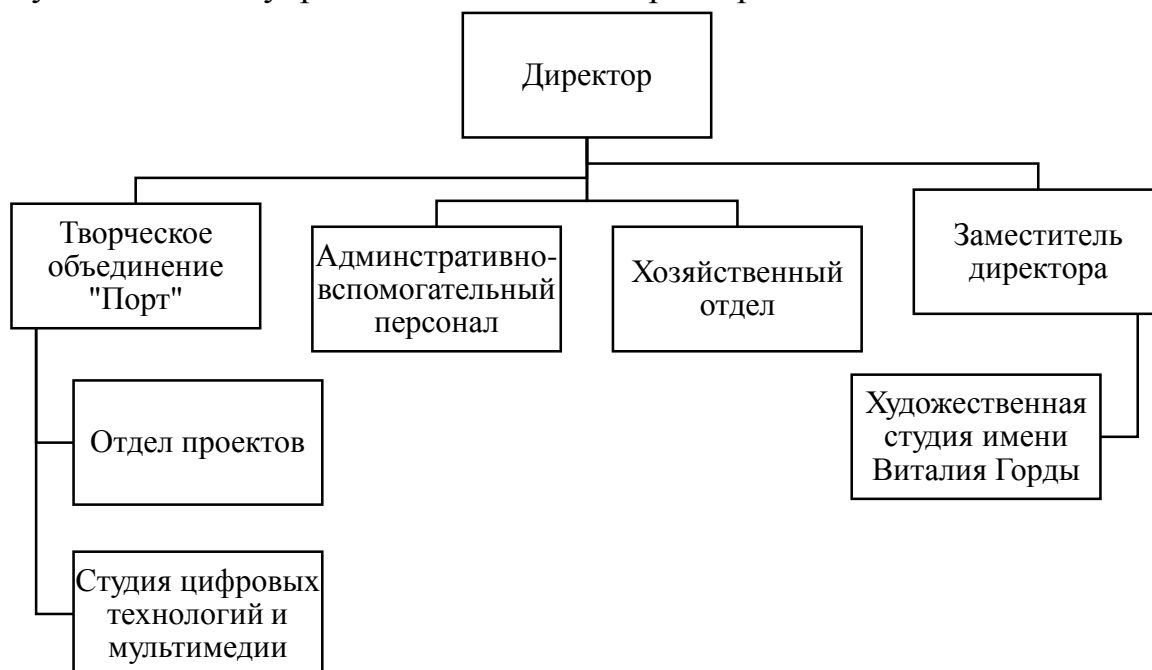 Директор
Творческое
объединение
"Порт"
Админстративно-
вспомогательный
персонал
Хозяйственный
отдел
Заместитель
директора
Отдел проектов
Художественная
студия имени
Виталия Горды
Студия цифровых
технологий и
мультимедии